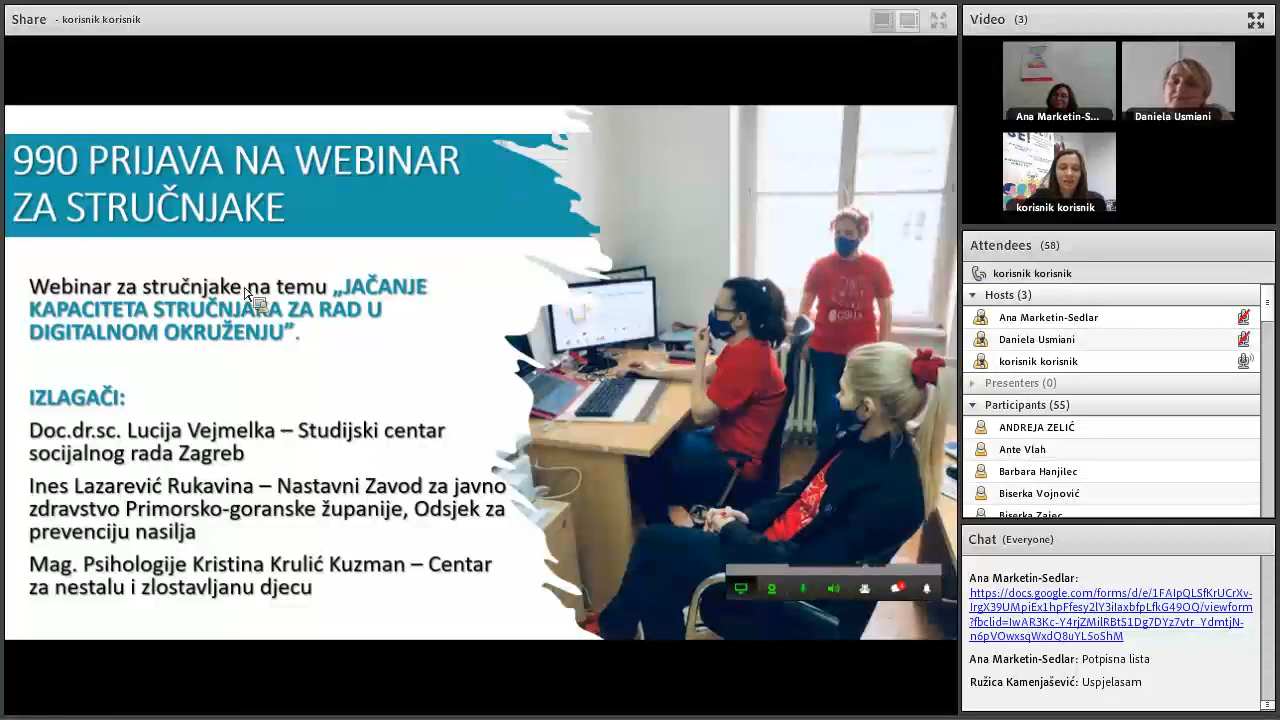 Share - korisnik korisnik
990 PRIJAVA NA WEBINAR
ZA STRUČNJAKE
Webinar za stručnjake na temu „JAČANJE
KAPACITETA STRUČNJAKA ZA RAD U
DIGITALNOM OKRUŽENJU”.
IZLAGAČI:
Doc.dr.sc. Lucija Vejmelka – Studijski centar
socijalnog rada Zagreb
Ines Lazarević Rukavina – Nastavni Zavod za javno
zdravstvo Primorsko-goranske županije, Odsjek za
prevenciju nasilja
Mag. Psihologije Kristina Krulić Kuzman – Centar
za nestalu i zlostavljanu djecu
Video (3)
Ana Marketin-S...
Daniela Usmiani
korisnik korisnik
Attendees (58)
korisnik korisnik
Hosts (3)
Ana Marketin-Sedlar
Daniela Usmiani
korisnik korisnik
Presenters (0)
Participants (55)
ANDREJA ZELIĆ
Ante Vlah
Barbara Hanjilec
Biserka Vojnović
Biserka Zajec
Chat (Everyone)
Ana Marketin-Sedlar:
https://docs.google.com/forms/d/e/1FAIpQLSfKrUCrXv-
IrgX39UMpiEx1hpFfesy2lY3iIaxbfpLfkG49OQ/viewform
?fbclid=IwAR3Kc-Y4rjZMilRBtS1Dg7DYz7vtr_YdmtjN-
n6pVOwxsqWxdQ8uYL5oShM
Ana Marketin-Sedlar: Potpisna lista
Ružica Kamenjašević: Uspjelasam